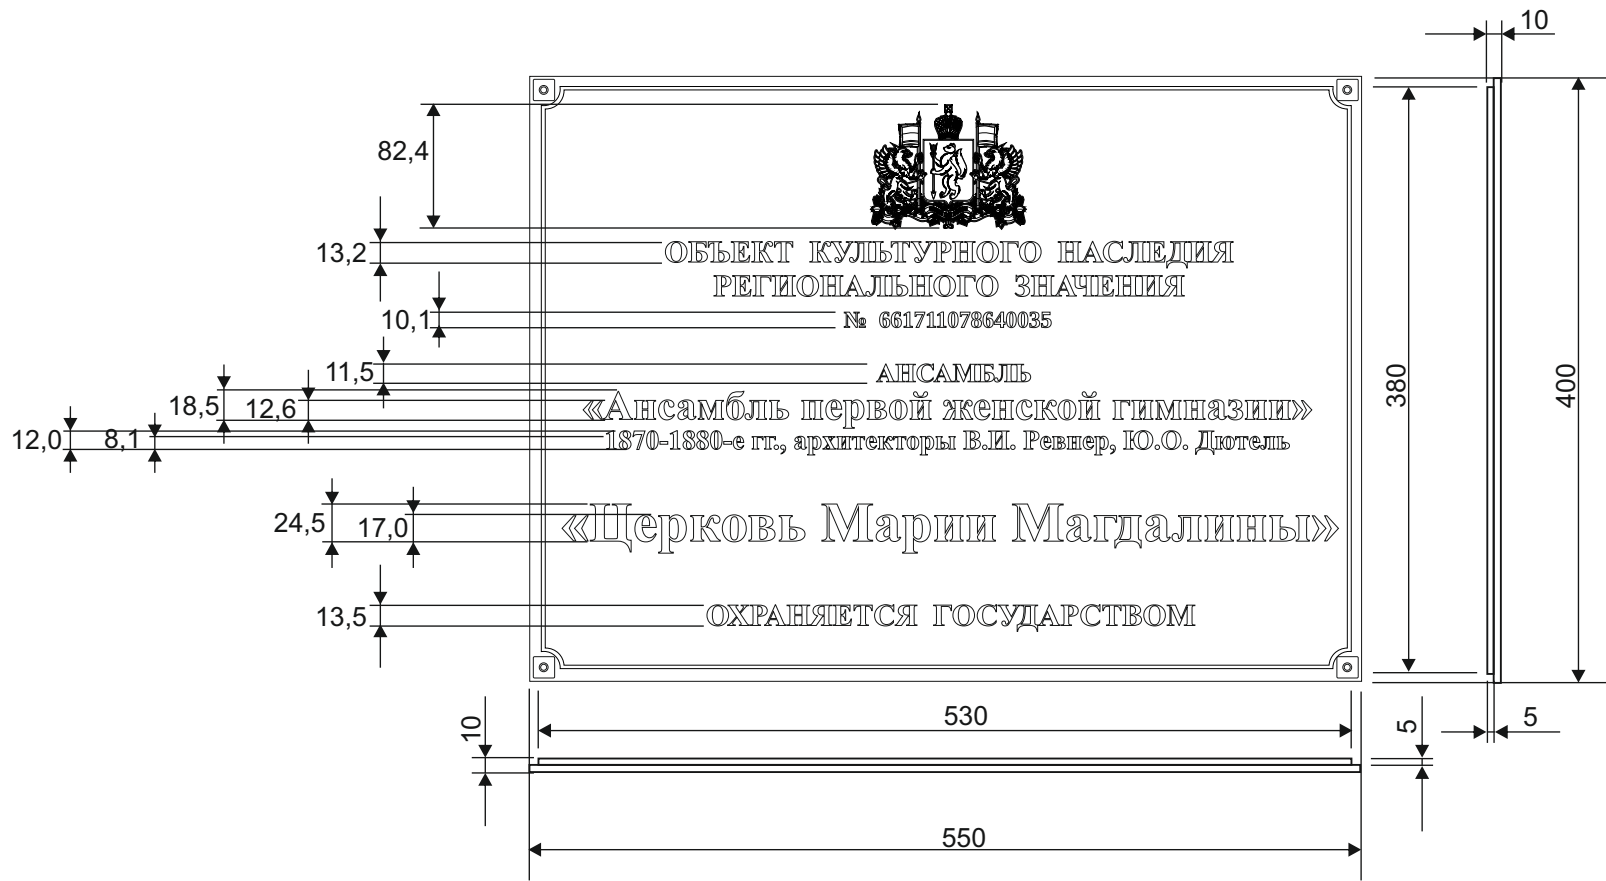 10
82,4
13,2
ОБЪЕКТ КУЛЬТУРНОГО НАСЛЕДИЯ
РЕГИОНАЛЬНОГО ЗНАЧЕНИЯ
10,1
№ 661711078640035
11,5
АНСАМБЛЬ
380
400
18,5
12,6
«Ансамбль первой женской гимназии»
12,0
8,1
1870-1880-е гг., архитекторы В.И. Ревнер, Ю.О. Дютель
24,5
17,0
«Церковь Марии Магдалины»
13,5
ОХРАНЯЕТСЯ ГОСУДАРСТВОМ
10
530
5
5
550